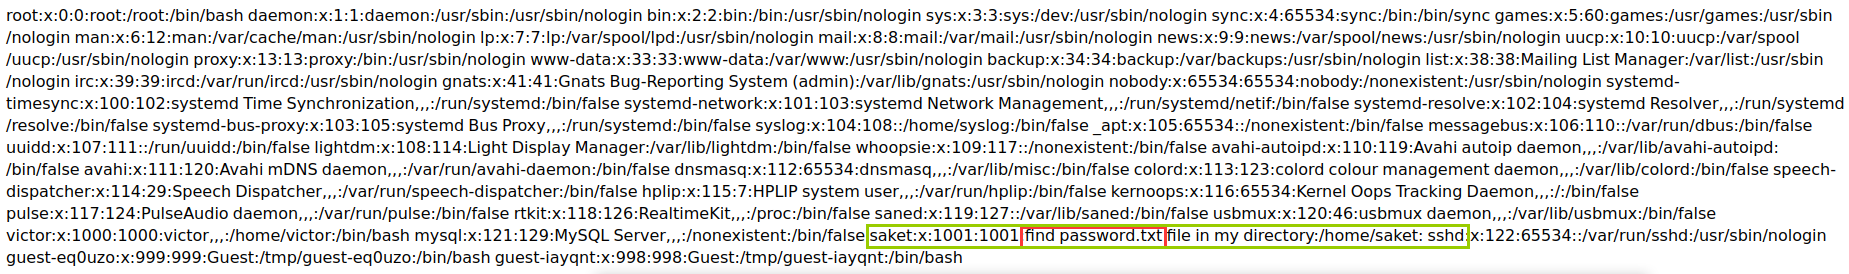 root:x:0:0:root:/root:/bin/bash daemon:x:1:1:daemon:/usr/sbin:/usr/sbin/nologin bin:x:2:2:bin:/bin:/usr/sbin/nologin sys:x:3:3:sys:/dev:/usr/sbin/nologin sync:x:4:65534:sync:/bin:/bin/sync games:x:5:60:games:/usr/games:/usr/sbin
/nologin man:x:6:12:man:/var/cache/man:/usr/sbin/nologin lp:x:7:7:lp:/var/spool/lpd:/usr/sbin/nologin mail:x:8:8:mail:/var/mail:/usr/sbin/nologin news:x:9:9:news:/var/spool/news:/usr/sbin/nologin uucp:x:10:10:uucp:/var/spool
/uucp:/usr/sbin/nologin proxy:x:13:13:proxy:/bin:/usr/sbin/nologin www-data:x:33:33:www-data:/var/www:/usr/sbin/nologin backup:x:34:34:backup:/var/backups:/usr/sbin/nologin list:x:38:38:Mailing List Manager:/var/list:/usr/sbin
/nologin irc:x:39:39:ircd:/var/run/ircd:/usr/sbin/nologin gnats:x:41:41:Gnats Bug-Reporting System (admin):/var/lib/gnats:/usr/sbin/nologin nobody:x:65534:65534:nobody:/nonexistent:/usr/sbin/nologin systemd-
timesync:x:100:102:systemd Time Synchronization,,,:/run/systemd:/bin/false systemd-network:x:101:103:systemd Network Management,,,:/run/systemd/netif:/bin/false systemd-resolve:x:102:104:systemd Resolver,,,:/run/systemd
/resolve:/bin/false systemd-bus-proxy:x:103:105:systemd Bus Proxy,,,:/run/systemd:/bin/false syslog:x:104:108::/home/syslog:/bin/false _apt:x:105:65534::/nonexistent:/bin/false messagebus:x:106:110::/var/run/dbus:/bin/false
uuidd:x:107:111::/run/uuidd:/bin/false lightdm:x:108:114:Light Display Manager:/var/lib/lightdm:/bin/false whoopsie:x:109:117::/nonexistent:/bin/false avahi-autoipd:x:110:119:Avahi autoip daemon,,,:/var/lib/avahi-autoipd:
/bin/false avahi:x:111:120:Avahi mDNS daemon,,,:/var/run/avahi-daemon:/bin/false dnsmasq:x:112:65534:dnsmasq,,,:/var/lib/misc:/bin/false colord:x:113:123:colord colour management daemon,,,:/var/lib/colord:/bin/false speech-
dispatcher:x:114:29:Speech Dispatcher,,,:/var/run/speech-dispatcher:/bin/false hplip:x:115:7:HPLIP system user,,,:/var/run/hplip:/bin/false kernoops:x:116:65534:Kernel Oops Tracking Daemon,,,:/:/bin/false
pulse:x:117:124:PulseAudio daemon,,,:/var/run/pulse:/bin/false rtkit:x:118:126:RealtimeKit,,,:/proc:/bin/false saned:x:119:127::/var/lib/saned:/bin/false usbmux:x:120:46:usbmux daemon,,,:/var/lib/usbmux:/bin/false
victor:x:1000:1000:victor,,,:/home/victor:/bin/bash mysql:x:121:129:MySQL Server,,,:/nonexistent:/bin/false saket:x:1001:1001 find password.txt file in my directory:/home/saket: sshd:x:122:65534::/var/run/sshd:/usr/sbin/nologin
guest-eq0uzo:x:999:999:Guest:/tmp/guest-eq0uzo:/bin/bash guest-iayqnt:x:998:998:Guest:/tmp/guest-iayqnt:/bin/bash